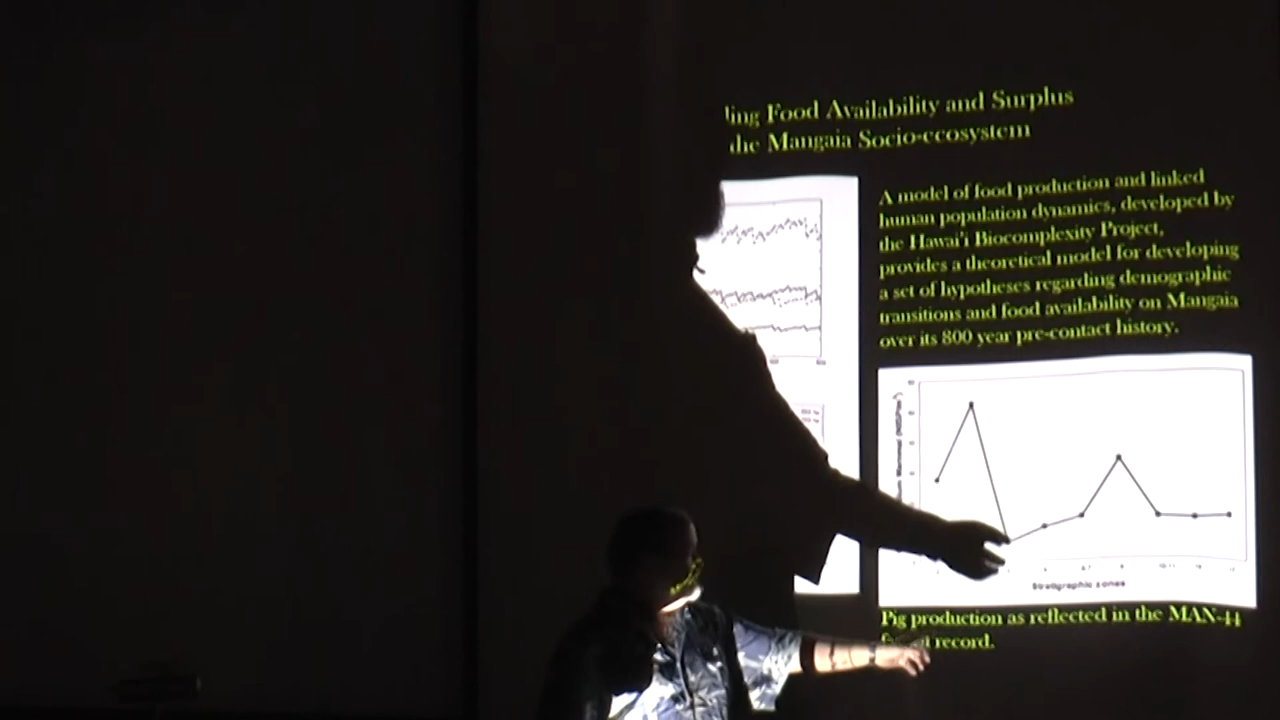 ling Food Availability and Surplus
the Mangaia Socio-ecosystem
A model of food production and linked
human population dynamics, developed by
the Hawai'i Biocomplexity Project,
provides a theoretical model for developing
a set of hypotheses regarding demographic
transitions and food availability on Mangaia
over its 800 year pre-contact history.
Stratigraphic zones
Pig production as reflected in the MAN-44
record.